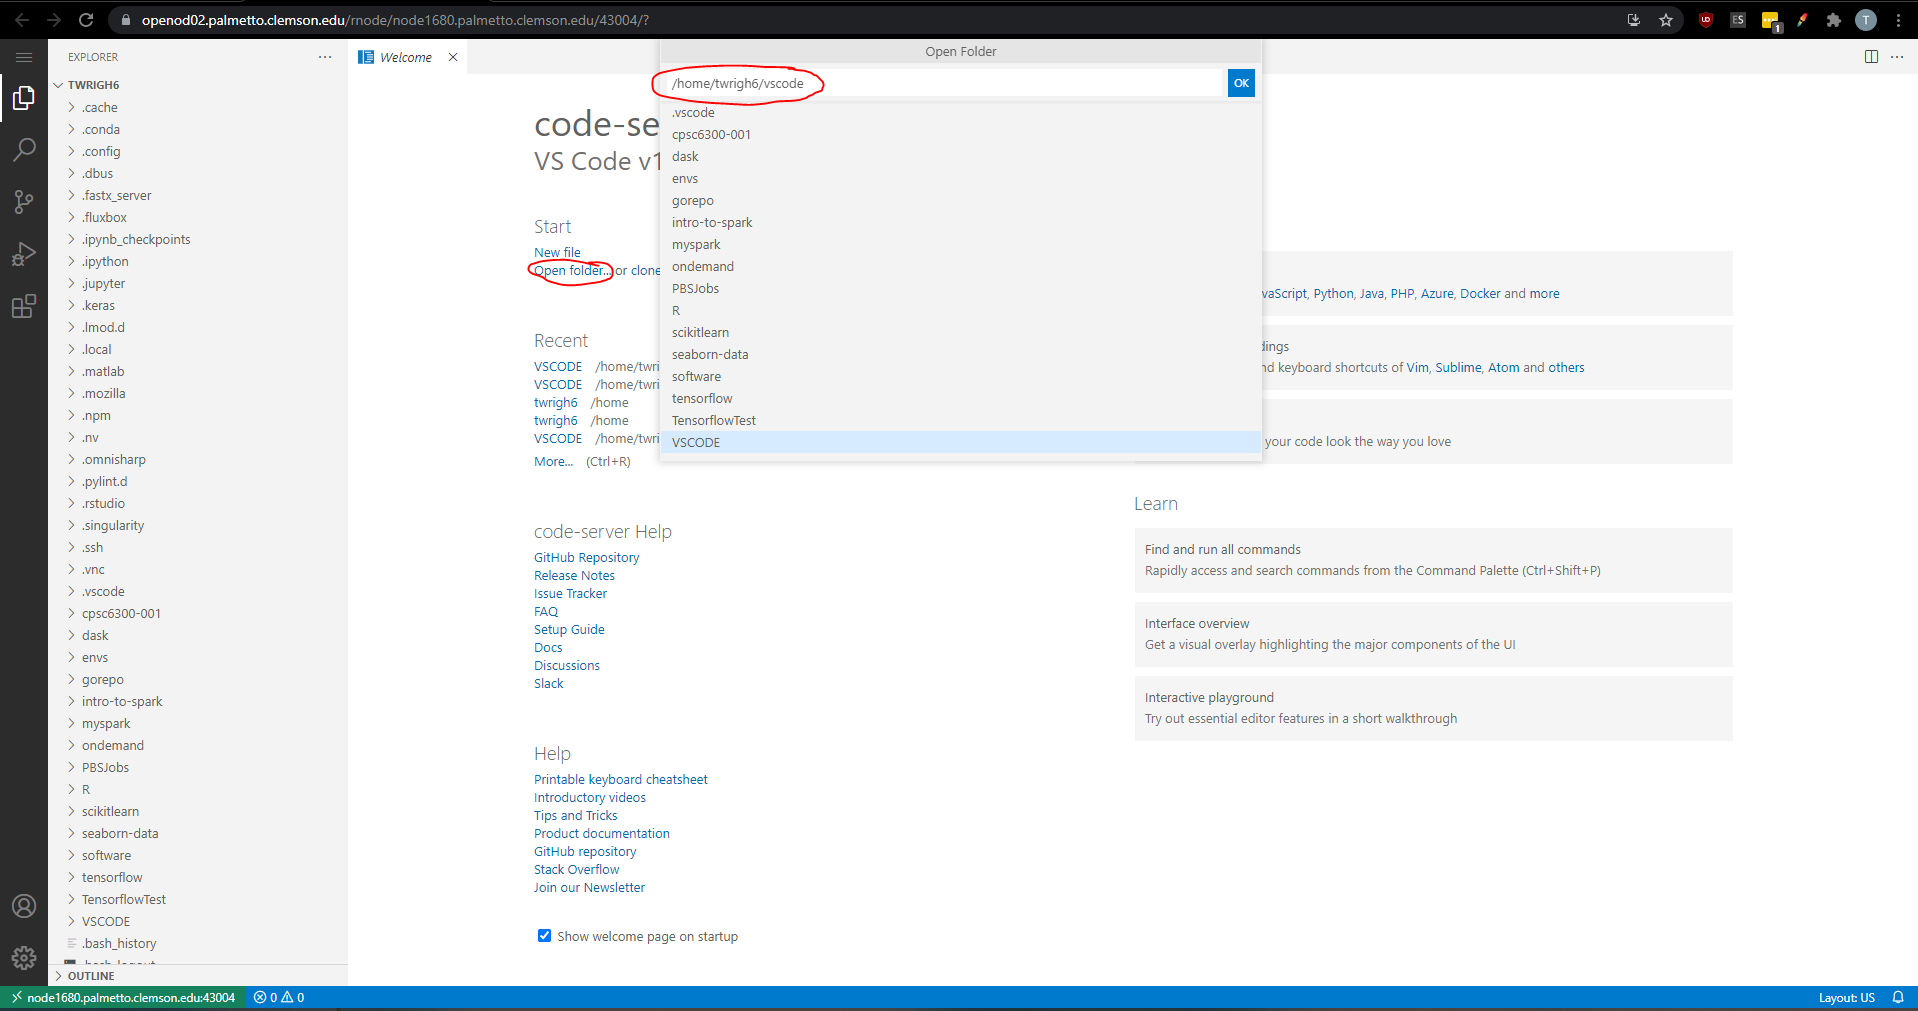 openod02.palmetto.clemson.edu/rnode/node1680.palmetto.clemson.edu/43004/?
ES
1
T
EXPLORER
Welcome
TWRIGH6
.cache
.conda
.config
.dbus
.fastx_server
.fluxbox
.ipynb_checkpoints
.ipython
.jupyter
.keras
.lmod.d
.local
.matlab
.mozilla
.npm
.nv
.omnisharp
.pylint.d
.rstudio
.singularity
.ssh
.vnc
.vscode
cpsc6300-001
dask
envs
gorepo
intro-to-spark
myspark
ondemand
PBSJobs
R
scikitlearn
seaborn-data
software
tensorflow
TensorflowTest
VSCODE
.bash_history
OUTLINE
Open Folder
/home/twrigh6/vscode
OK
.vscode
cpsc6300-001
dask
envs
gorepo
intro-to-spark
myspark
ondemand
PBSJobs
R
scikitlearn
seaborn-data
software
tensorflow
TensorflowTest
VSCODE
code-se
VS Code v1
Start
New file
Open folder... or clone
Recent
VSCODE /home/twri
VSCODE /home/twri
twrigh6 /home
twrigh6 /home
VSCODE /home/twri
More... (Ctrl+R)
code-server Help
GitHub Repository
Release Notes
Issue Tracker
FAQ
Setup Guide
Docs
Discussions
Slack
Help
Printable keyboard cheatsheet
Introductory videos
Tips and Tricks
Product documentation
GitHub repository
Stack Overflow
Join our Newsletter
Show welcome page on startup
vaScript, Python, Java, PHP, Azure, Docker and more
dings
nd keyboard shortcuts of Vim, Sublime, Atom and others
your code look the way you love
Learn
Find and run all commands
Rapidly access and search commands from the Command Palette (Ctrl+Shift+P)
Interface overview
Get a visual overlay highlighting the major components of the UI
Interactive playground
Try out essential editor features in a short walkthrough
node1680.palmetto.clemson.edu:43004
0
0
Layout: US